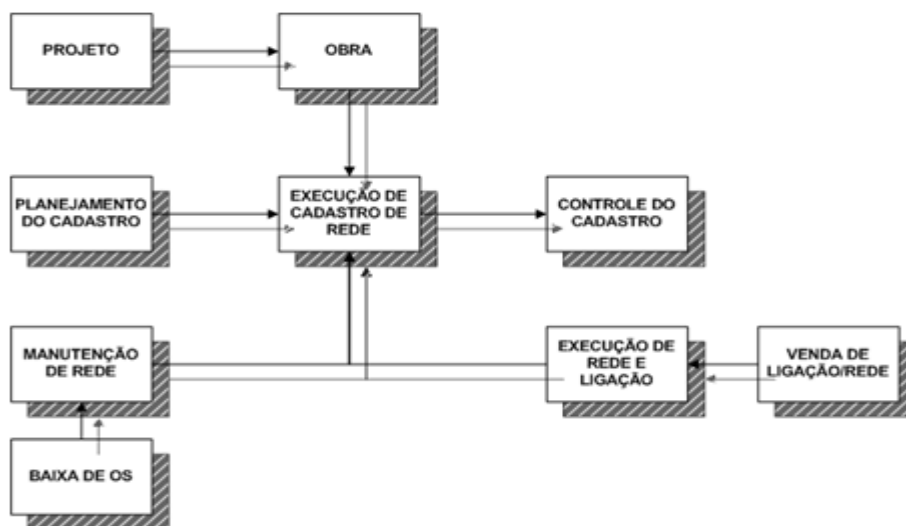 PROJETO
OBRA
PLANEJAMENTO
DO CADASTRO
EXECUÇÃO DE
CADASTRO DE
REDE
CONTROLE DO
CADASTRO
MANUTENÇÃO
DE REDE
EXECUÇÃO DE
REDE E
LIGAÇÃO
VENDA DE
LIGAÇÃO/REDE
BAIXA DE OS